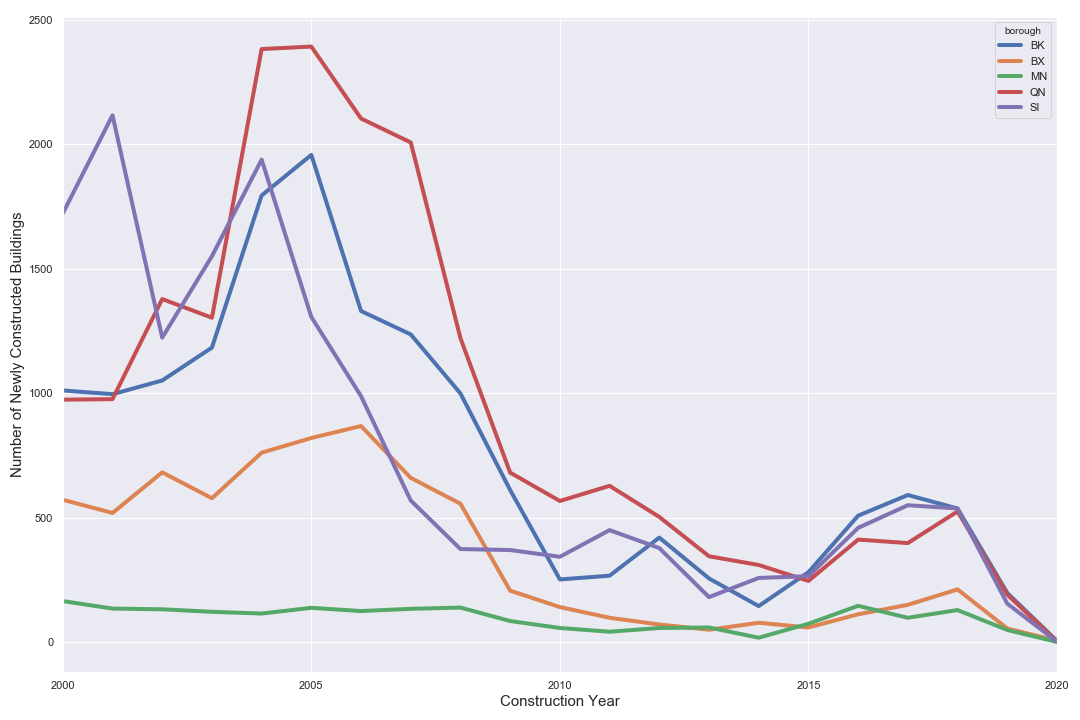 2500
2000
1500
1000
500
0
Number of Newly Constructed Buildings
borough
BK
BX
MN
QN
SI
2000 2005 2010 2015 2020
Construction Year